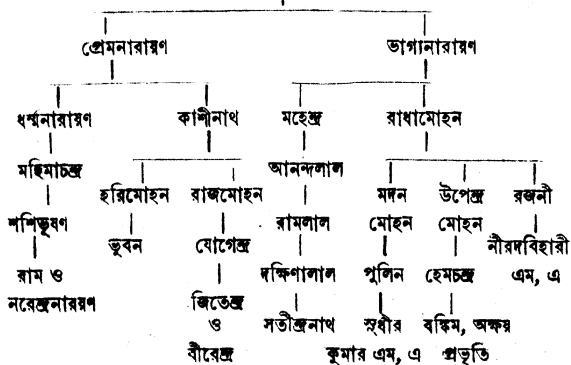 প্রেমনারায়ণ ভাগানারায়ণ
ধর্ম্মনারায়ণ কাশীনাথ মহেন্দ্র রাধামোহন
মহিমাচন্দ্র আনন্দলাল
হরিমোহন রাজমোহন মদন উপেন্দ্র রজনী
শশিভূষণ রামলাল মোহন মোহন
ভুবন যোগেন্দ্র নীরদবিহারী
রাম ও দক্ষিণালাল পুলিন হেমচন্দ্র এম, এ
নরেন্দ্রনারয়ণ
জিতেন্দ্র সতীন্দ্রনাথ সুধীর বঙ্কিম, অক্ষয়
ও
বীরেন্দ্র কুমার এম, এ প্রভৃতি